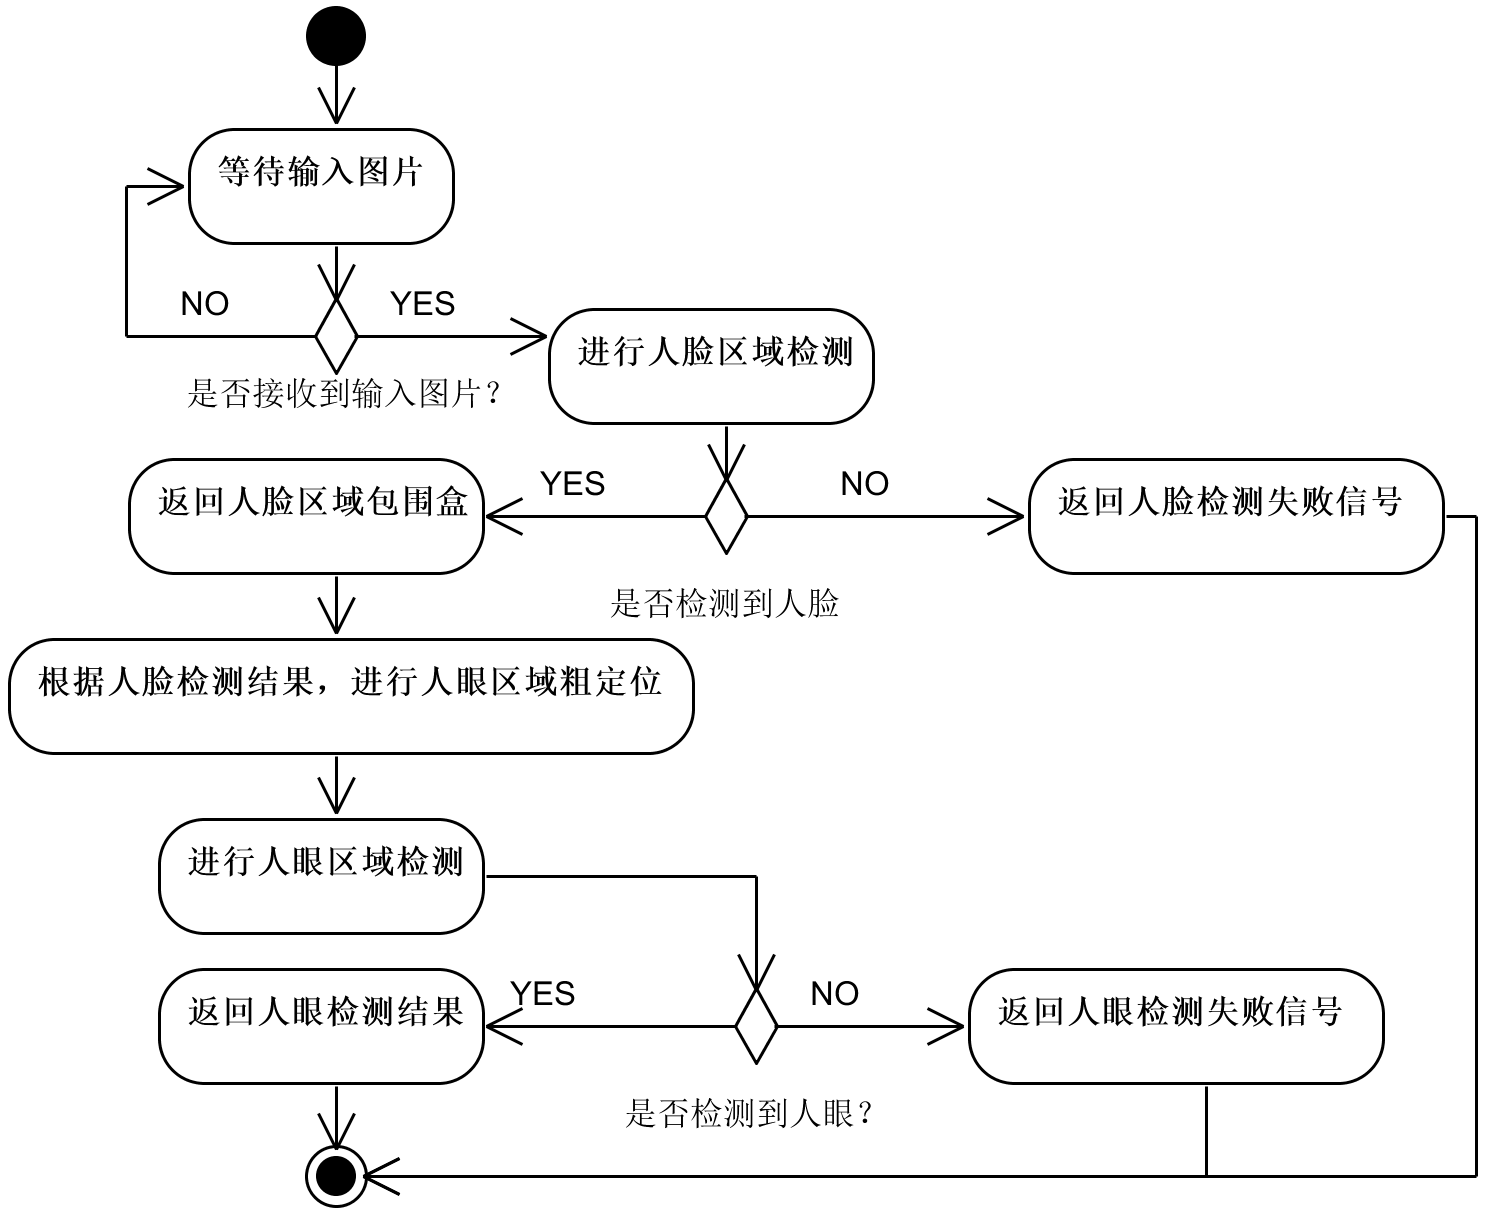 等待输入图片
NO
YES
进行人脸区域检测
是否接收到输入图片?
返回人脸区域包围盒
YES
NO
返回人脸检测失败信号
是否检测到人脸
根据人脸检测结果，进行人眼区域粗定位
进行人眼区域检测
返回人眼检测结果
YES
NO
返回人眼检测失败信号
是否检测到人眼?